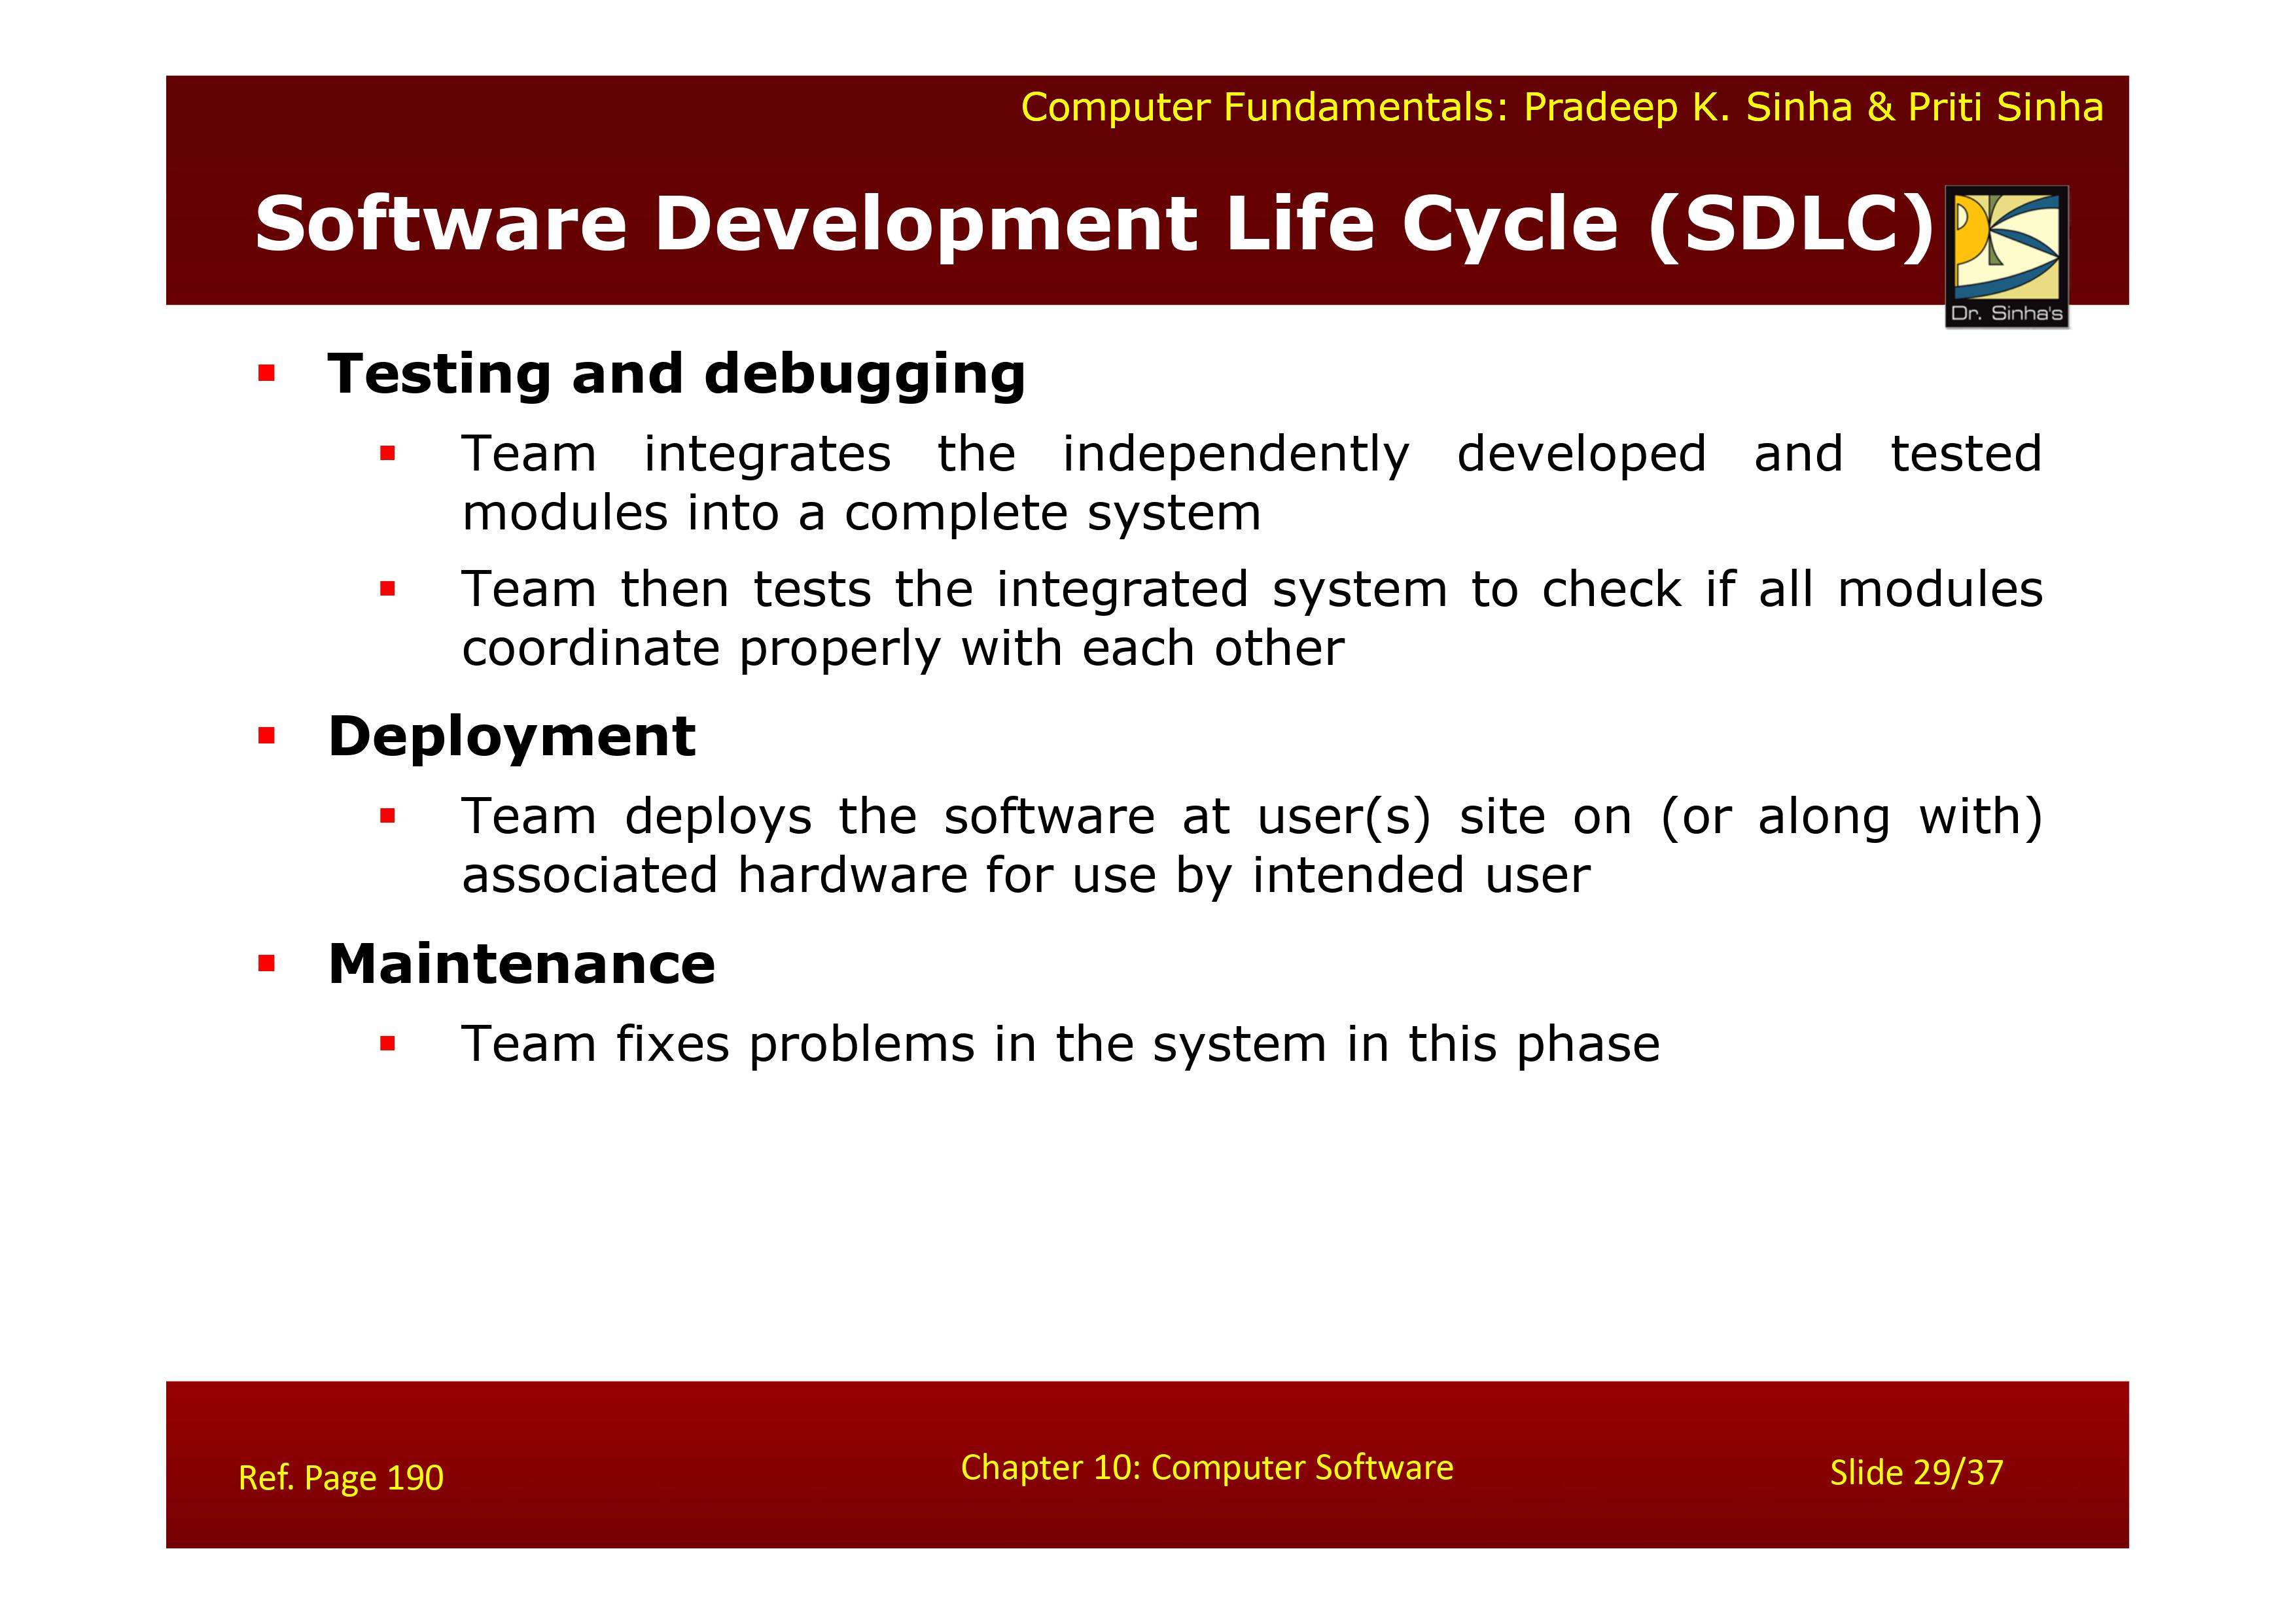 Computer Fundamentals: Pradeep K. Sinha & Priti Sinha
Software Development Life Cycle (SDLC)
Dr. Sinha's
▪ Testing and debugging
▪ Team integrates the independently developed and tested
modules into a complete system
▪ Team then tests the integrated system to check if all modules
coordinate properly with each other
▪ Deployment
▪ Team deploys the software at user(s) site on (or along with)
associated hardware for use by intended user
▪ Maintenance
▪ Team fixes problems in the system in this phase
Ref. Page 190
Chapter 10: Computer Software
Slide 29/37